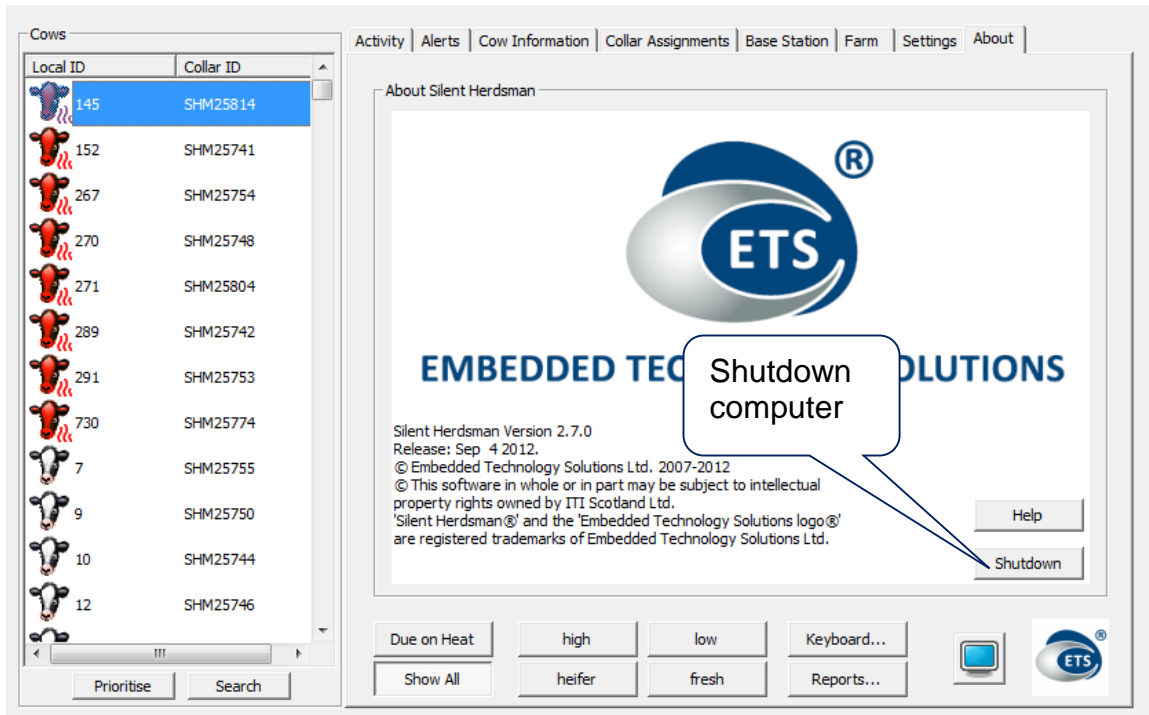 Cows
Local ID Collar ID
145 SHM25814
152 SHM25741
267 SHM25754
270 SHM25748
271 SHM25804
289 SHM25742
291 SHM25753
730 SHM25774
7 SHM25755
9 SHM25750
10 SHM25744
12 SHM25746
Prioritise Search
Activity Alerts Cow Information Collar Assignments Base Station Farm Settings About
About Silent Herdsman
®
ETS
EMBEDDED TEC OLUTIONS
Shutdown
computer
Silent Herdsman Version 2.7.0
Release: Sep 4 2012.
© Embedded Technology Solutions Ltd. 2007-2012
© This software in whole or in part may be subject to intellectual
property rights owned by ITI Scotland Ltd.
'Silent Herdsman®' and the 'Embedded Technology Solutions logo®'
are registered trademarks of Embedded Technology Solutions Ltd.
Help
Shutdown
Due on Heat high low Keyboard...
Show All heifer fresh Reports...
ETS ®